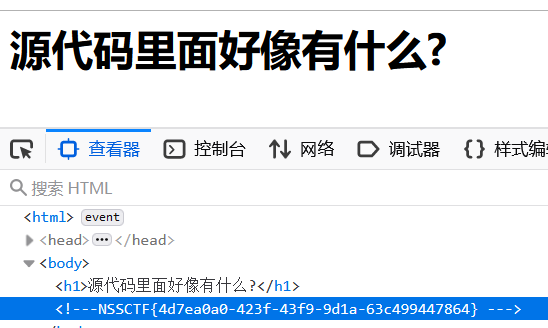 源代码里面好像有什么?
查看器 控制台 网络 调试器 {} 样式编
搜索 HTML
<html> event
<head>•••</head>
<body>
<h1>源代码里面好像有什么?</h1>
<!---NSSCTF{4d7ea0a0-423f-43f9-9d1a-63c499447864} --->